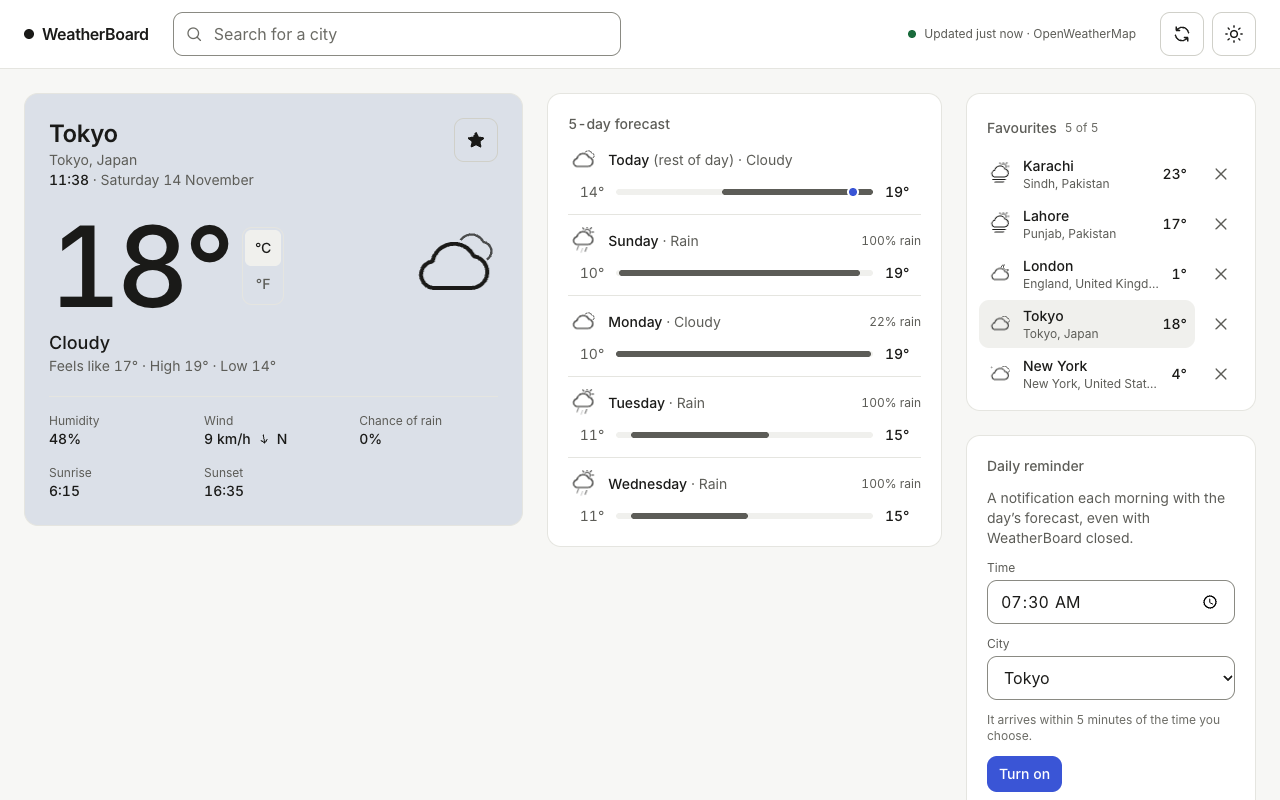 WeatherBoard
Search for a city
Updated just now · OpenWeatherMap
Tokyo
Tokyo, Japan
11:38 · Saturday 14 November
18°
°C
°F
Cloudy
Feels like 17° · High 19° · Low 14°
Humidity
48%
Wind
9 km/h ↓ N
Chance of rain
0%
Sunrise
6:15
Sunset
16:35
5-day forecast
Today (rest of day) · Cloudy
14° 19°
Sunday · Rain 100% rain
10° 19°
Monday · Cloudy 22% rain
10° 19°
Tuesday · Rain 100% rain
11° 15°
Wednesday · Rain 100% rain
11° 15°
Favourites 5 of 5
Karachi
Sindh, Pakistan
23°
Lahore
Punjab, Pakistan
17°
London
England, United Kingd…
1°
Tokyo
Tokyo, Japan
18°
New York
New York, United Stat…
4°
Daily reminder
A notification each morning with the
day’s forecast, even with
WeatherBoard closed.
Time
07:30 AM
City
Tokyo
It arrives within 5 minutes of the time you
choose.
Turn on